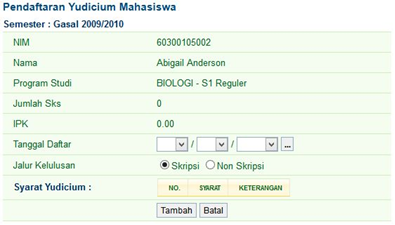 Pendaftaran Yudicium Mahasiswa
Semester : Gasal 2009/2010
NIM 60300105002
Nama Abigail Anderson
Program Studi BIOLOGI - S1 Reguler
Jumlah Sks 0
IPK 0.00
Tanggal Daftar / / ...
Jalur Kelulusan Skripsi Non Skripsi
Syarat Yudicium : NO. SYARAT KETERANGAN
Tambah Batal